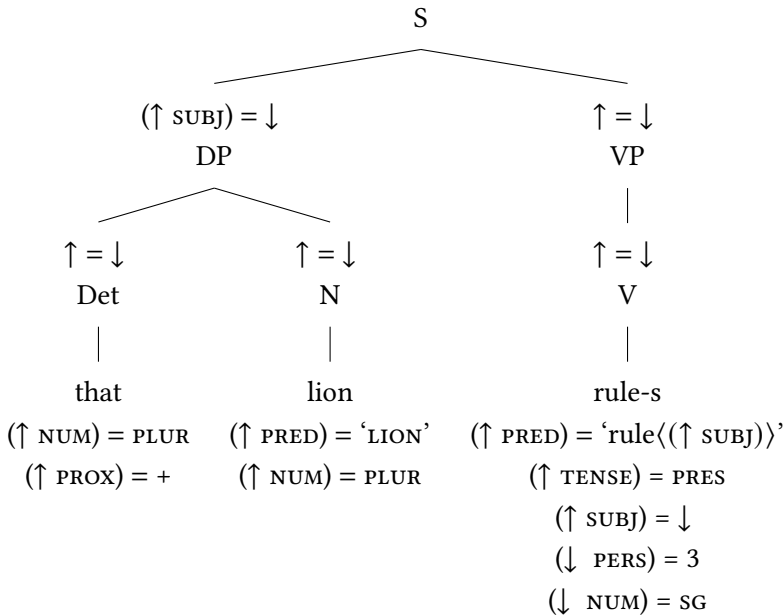 S
(↑ SUBJ) = ↓ ↑ = ↓
DP VP
↑ = ↓ ↑ = ↓ ↑ = ↓
Det N V
that lion rule-s
(↑ NUM) = PLUR (↑ PRED) = ‘LION’ (↑ PRED) = ‘rule⟨(↑ SUBJ)⟩’
(↑ PROX) = + (↑ NUM) = PLUR (↑ TENSE) = PRES
(↑ SUBJ) = ↓
(↓ PERS) = 3
(↓ NUM) = SG